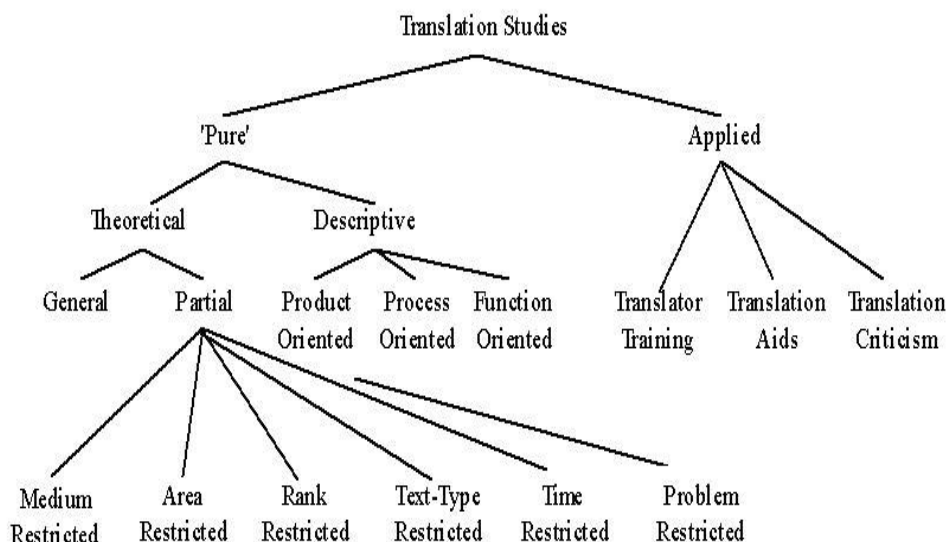 Translation Studies
'Pure'
Applied
Theoretical
Descriptive
General
Partial
Product
Oriented
Process
Oriented
Function
Oriented
Translator
Training
Translation
Aids
Translation
Criticism
Medium
Restricted
Area
Restricted
Rank
Restricted
Text-Type
Restricted
Time
Restricted
Problem
Restricted